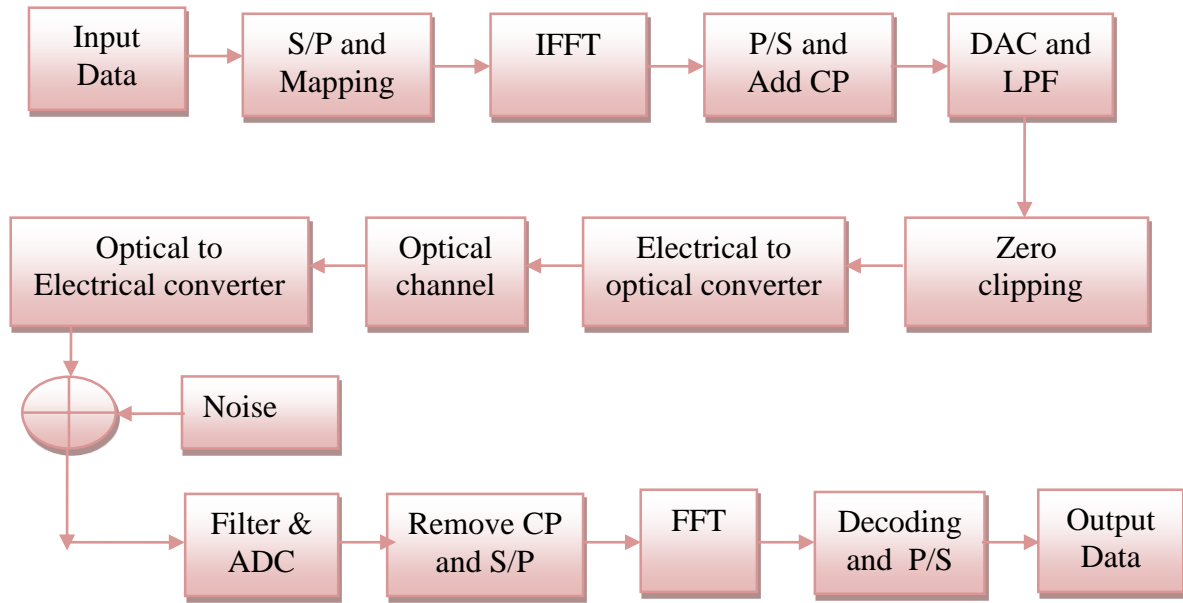 Input
Data
S/P and
Mapping
IFFT
P/S and
Add CP
DAC and
LPF
Optical to
Electrical converter
Optical
channel
Electrical to
optical converter
Zero
clipping
Noise
Filter &
ADC
Remove CP
and S/P
FFT
Decoding
and P/S
Output
Data